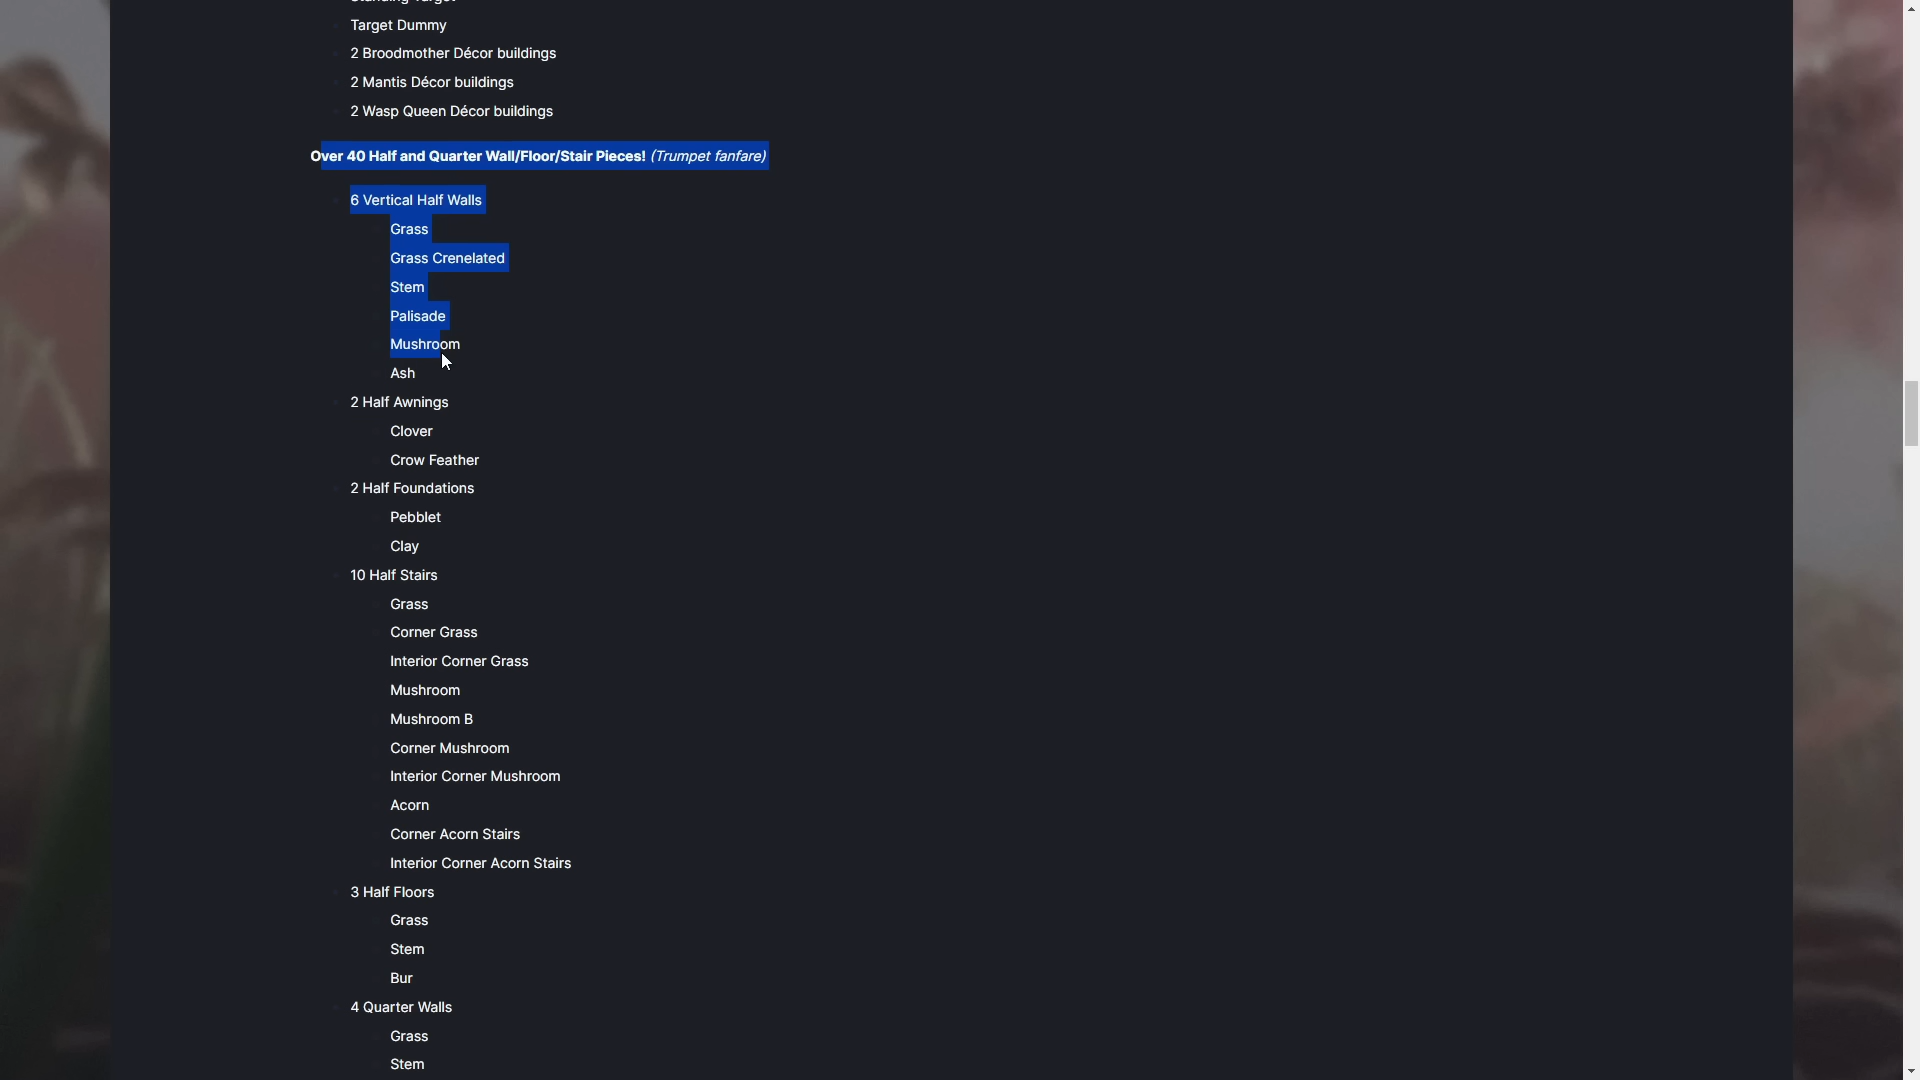 Target Dummy
2 Broodmother Décor buildings
2 Mantis Décor buildings
2 Wasp Queen Décor buildings
Over 40 Half and Quarter Wall/Floor/Stair Pieces! (Trumpet fanfare)
6 Vertical Half Walls
Grass
Grass Crenelated
Stem
Palisade
Mushroom
Ash
2 Half Awnings
Clover
Crow Feather
2 Half Foundations
Pebblet
Clay
10 Half Stairs
Grass
Corner Grass
Interior Corner Grass
Mushroom
Mushroom B
Corner Mushroom
Interior Corner Mushroom
Acorn
Corner Acorn Stairs
Interior Corner Acorn Stairs
3 Half Floors
Grass
Stem
Bur
4 Quarter Walls
Grass
Stem